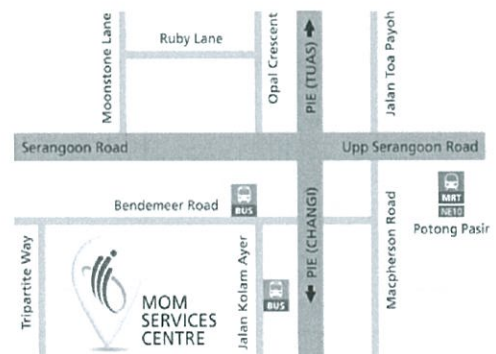 Moonstone Lane
Ruby Lane
Opal Crescent
PIE (TUAS)
Jalan Toa Payoh
Serangoon Road
Upp Serangoon Road
Bendemeer Road
BUS
MRT
NE10
Potong Pasir
Tripartite Way
MOM
SERVICES
CENTRE
Jalan Kolam Ayer
BUS
PIE (CHANGI)
Macpherson Road